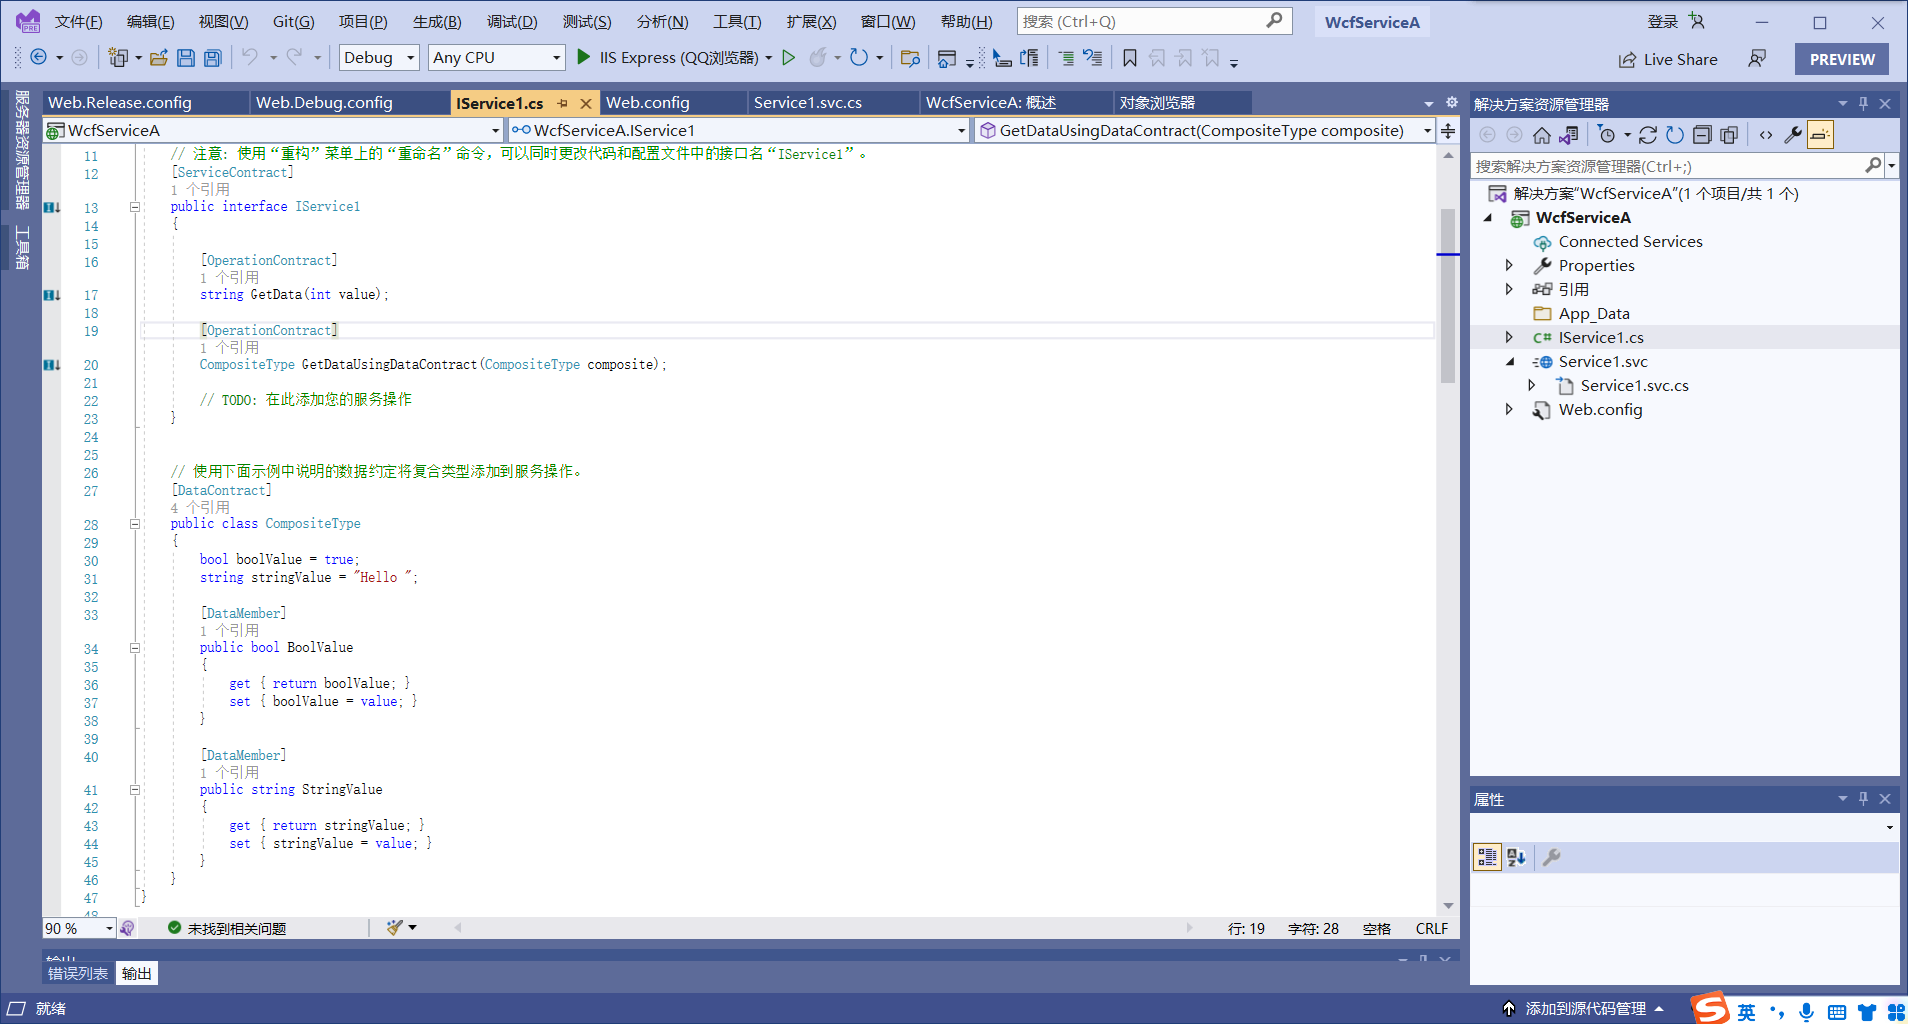 文件(F) 编辑(E) 视图(V) Git(G) 项目(P) 生成(B) 调试(D) 测试(S) 分析(N) 工具(T) 扩展(X) 窗口(W) 帮助(H) 搜索 (Ctrl+Q) WcfServiceA 登录
PRE
Debug Any CPU IIS Express (QQ浏览器) Live Share PREVIEW
服务器资源管理器
工具箱
Web.Release.config Web.Debug.config IService1.cs Web.config Service1.svc.cs WcfServiceA: 概述 对象浏览器
WcfServiceA WcfServiceA.IService1 GetDataUsingDataContract(CompositeType composite)
11 // 注意: 使用“重构”菜单上的“重命名”命令，可以同时更改代码和配置文件中的接口名“IService1”。
12 [ServiceContract]
1 个引用
13 public interface IService1
14 {
15
16 [OperationContract]
1 个引用
17 string GetData(int value);
18
19 [OperationContract]
1 个引用
20 CompositeType GetDataUsingDataContract(CompositeType composite);
21
22 // TODO: 在此添加您的服务操作
23 }
24
25
26 // 使用下面示例中说明的数据约定将复合类型添加到服务操作。
27 [DataContract]
4 个引用
28 public class CompositeType
29 {
30 bool boolValue = true;
31 string stringValue = "Hello ";
32
33 [DataMember]
1 个引用
34 public bool BoolValue
35 {
36 get { return boolValue; }
37 set { boolValue = value; }
38 }
39
40 [DataMember]
1 个引用
41 public string StringValue
42 {
43 get { return stringValue; }
44 set { stringValue = value; }
45 }
46 }
47 }
48
90 % 未找到相关问题 行: 19 字符: 28 空格 CRLF
输出
错误列表 输出
解决方案资源管理器
搜索解决方案资源管理器(Ctrl+;)
解决方案“WcfServiceA”(1 个项目/共 1 个)
WcfServiceA
Connected Services
Properties
引用
App_Data
C# IService1.cs
Service1.svc
Service1.svc.cs
Web.config
属性
就绪 添加到源代码管理 S 英